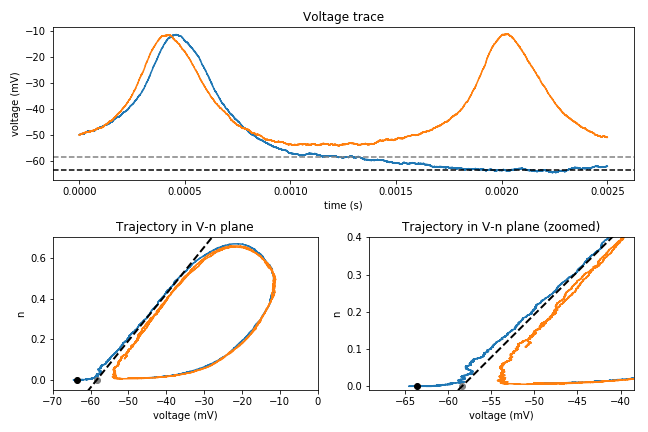 Voltage trace
voltage (mV)
−10
−20
−30
−40
−50
−60
0.0000 0.0005 0.0010 0.0015 0.0020 0.0025
time (s)
Trajectory in V-n plane
n
0.6
0.4
0.2
0.0
−70 −60 −50 −40 −30 −20 −10 0
voltage (mV)
Trajectory in V-n plane (zoomed)
n
0.4
0.3
0.2
0.1
0.0
−65 −60 −55 −50 −45 −40
voltage (mV)